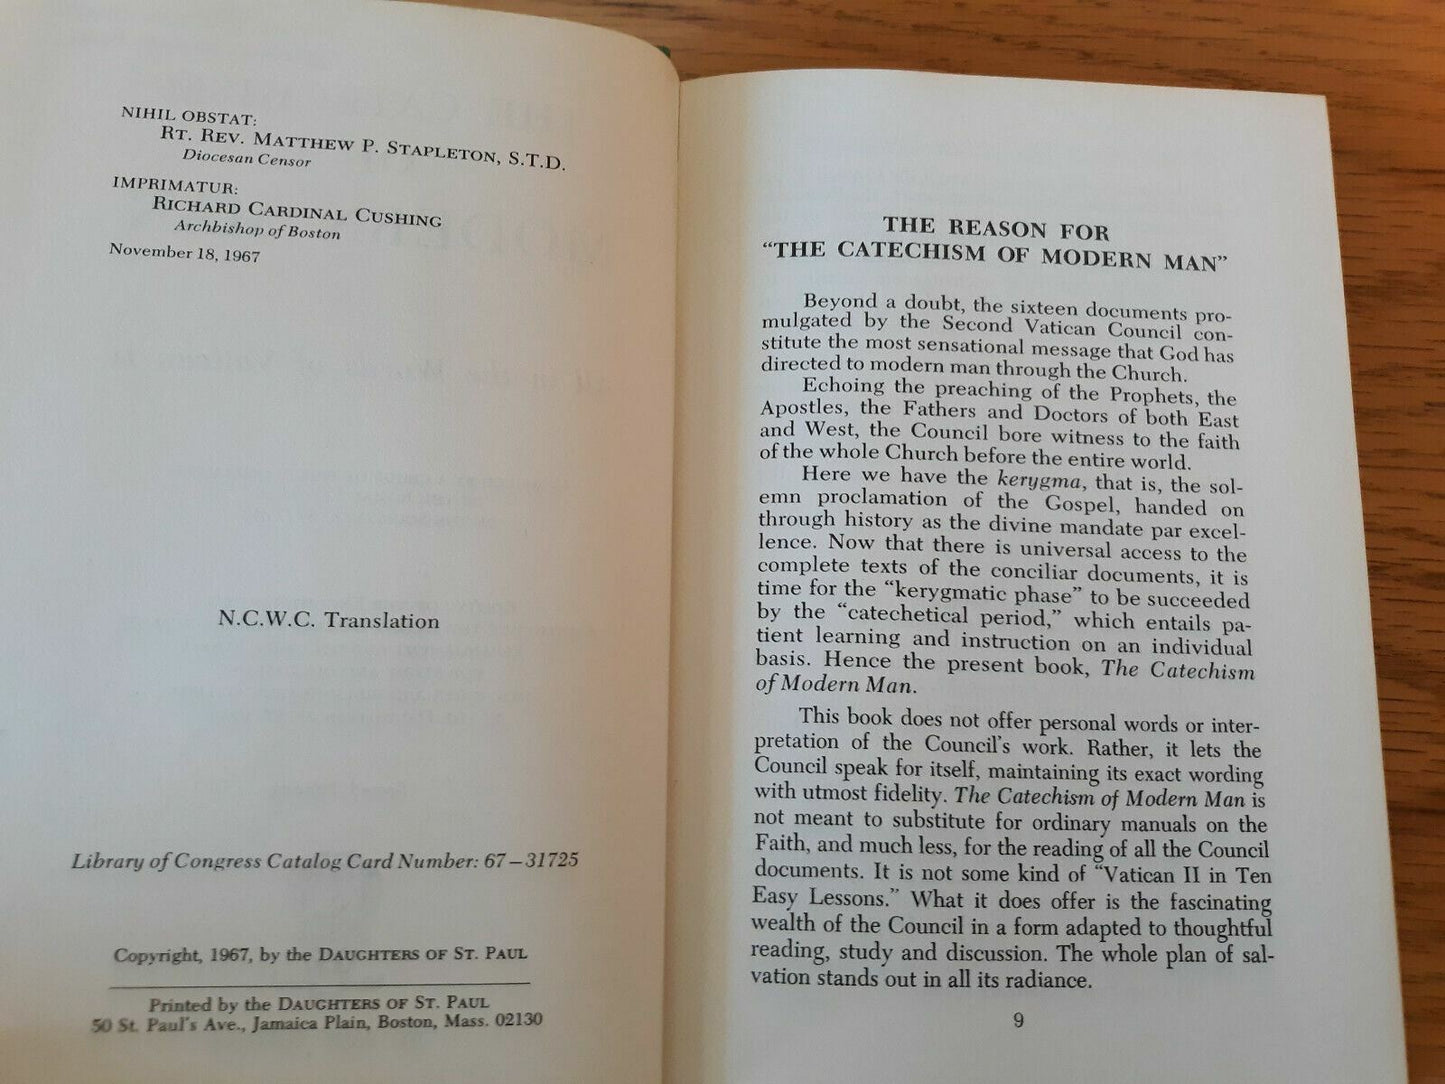 NIHIL OBSTAT:
RT. REV. MATTHEW P. STAPLETON, S.T.D.
Diocesan Censor
IMPRIMATUR:
RICHARD CARDINAL CUSHING
Archbishop of Boston
November 18, 1967
N.C.W.C. Translation
Library of Congress Catalog Card Number: 67–31725
Copyright, 1967, by the DAUGHTERS OF ST. PAUL
Printed by the DAUGHTERS OF ST. PAUL
50 St. Paul's Ave., Jamaica Plain, Boston, Mass. 02130
THE REASON FOR
“THE CATECHISM OF MODERN MAN”
Beyond a doubt, the sixteen documents pro-
mulgated by the Second Vatican Council con-
stitute the most sensational message that God has
directed to modern man through the Church.
Echoing the preaching of the Prophets, the
Apostles, the Fathers and Doctors of both East
and West, the Council bore witness to the faith
of the whole Church before the entire world.
Here we have the kerygma, that is, the sol-
emn proclamation of the Gospel, handed on
through history as the divine mandate par excel-
lence. Now that there is universal access to the
complete texts of the conciliar documents, it is
time for the “kerygmatic phase” to be succeeded
by the “catechetical period,” which entails pa-
tient learning and instruction on an individual
basis. Hence the present book, The Catechism
of Modern Man.
This book does not offer personal words or inter-
pretation of the Council's work. Rather, it lets the
Council speak for itself, maintaining its exact wording
with utmost fidelity. The Catechism of Modern Man is
not meant to substitute for ordinary manuals on the
Faith, and much less, for the reading of all the Council
documents. It is not some kind of “Vatican II in Ten
Easy Lessons.” What it does offer is the fascinating
wealth of the Council in a form adapted to thoughtful
reading, study and discussion. The whole plan of sal-
vation stands out in all its radiance.
9